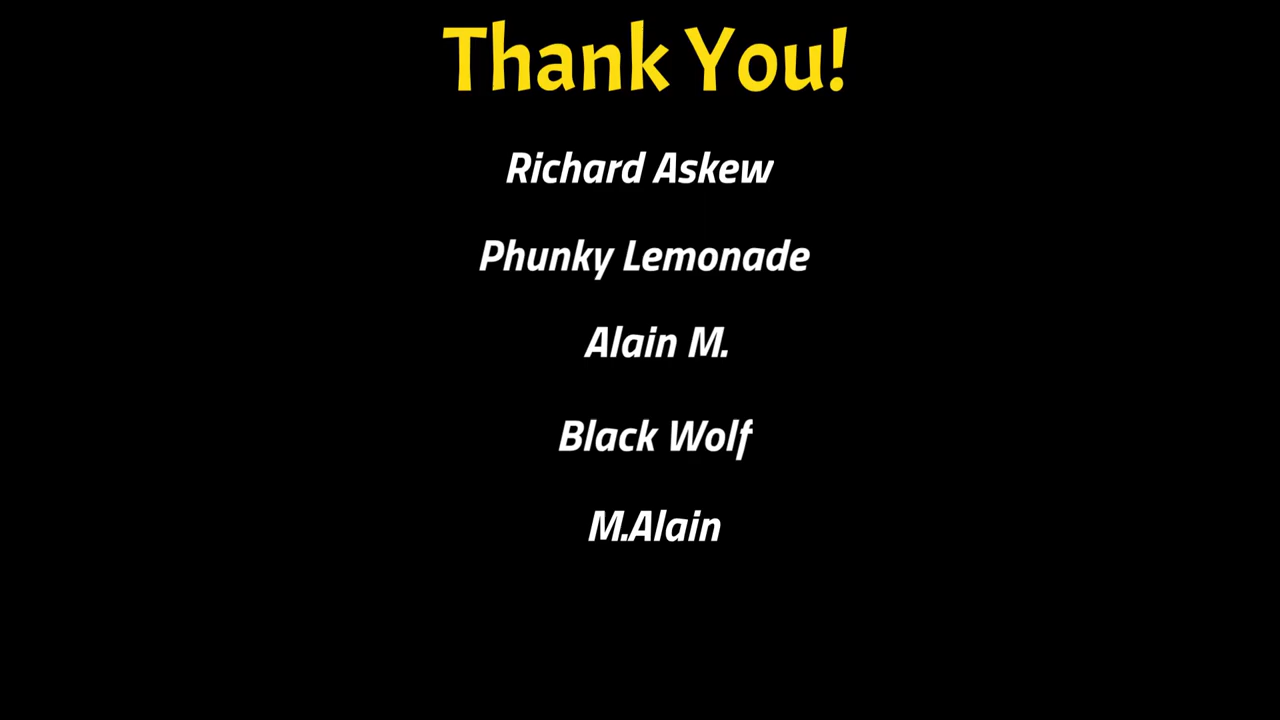 Thank You!
Richard Askew
Phunky Lemonade
Alain M.
Black Wolf
M.Alain